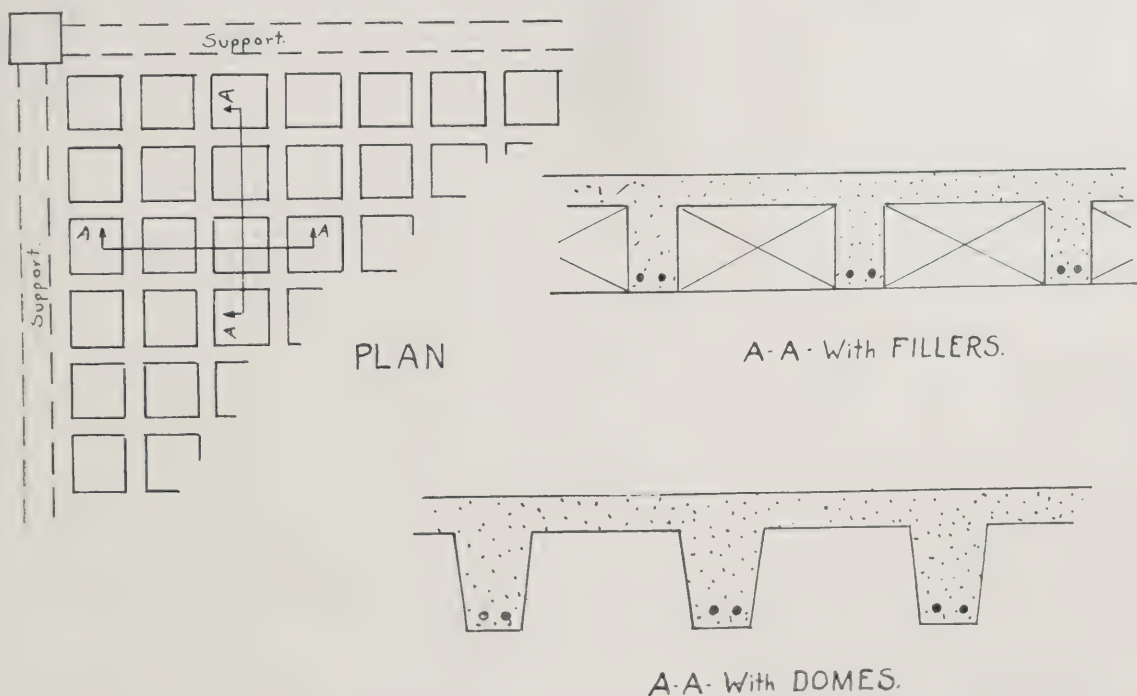 Support.
A
A
A
Support.
A
PLAN
A-A- With FILLERS.
A-A- With DOMES.